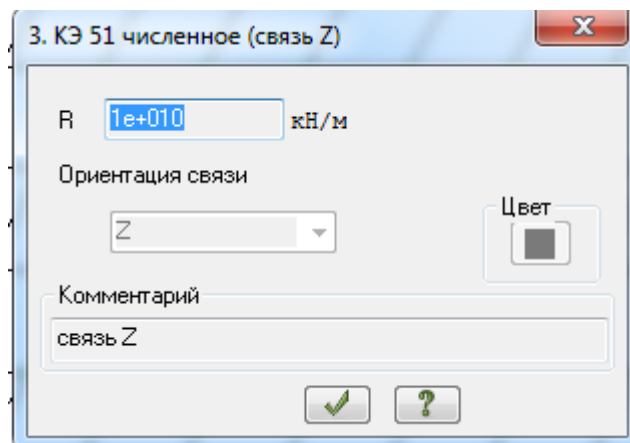 3. КЭ 51 численное (связь Z)
R 1e+010 кН/м
Ориентация связи
Z
Цвет
Комментарий
связь Z